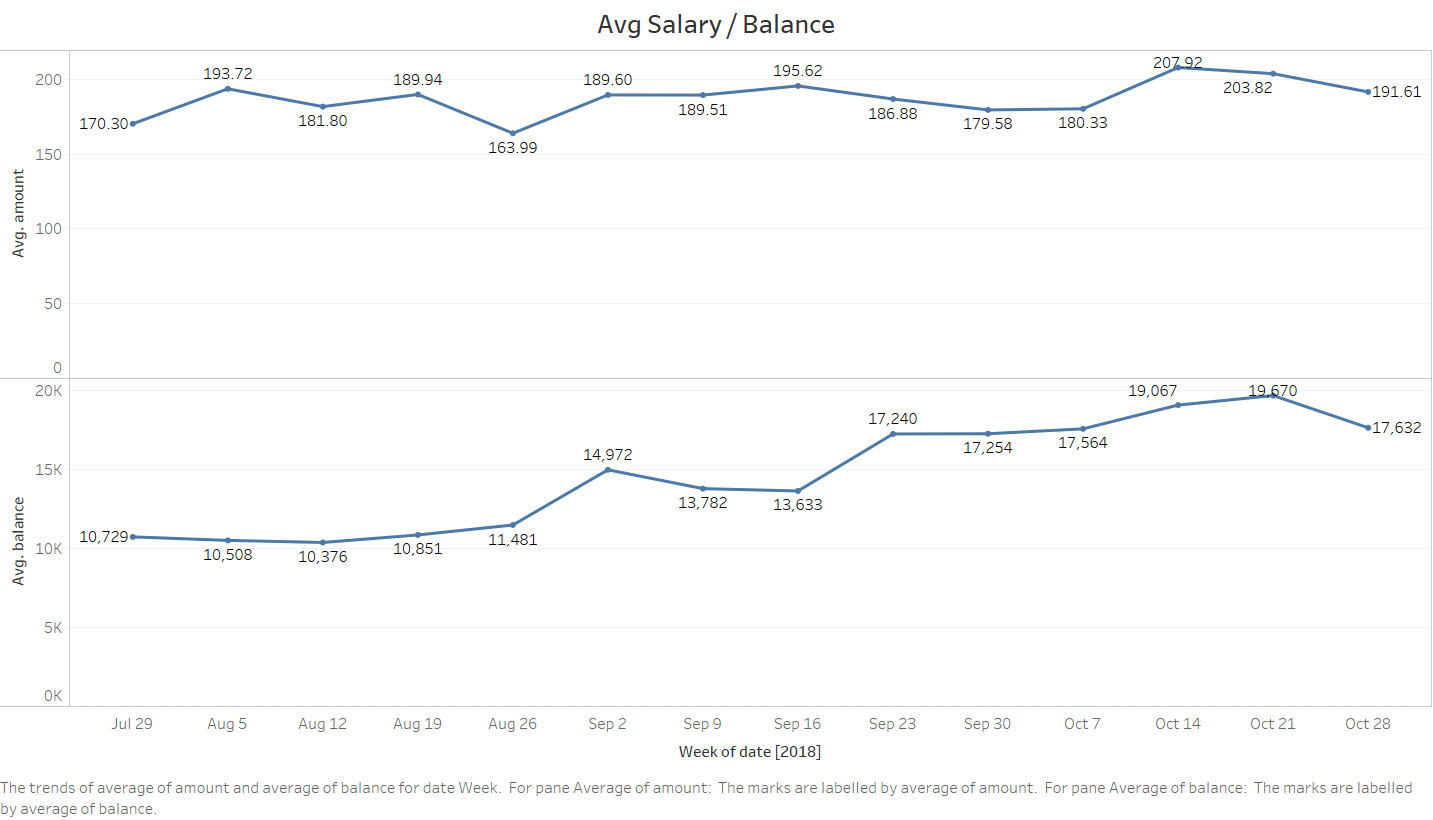 Avg Salary / Balance
Avg. amount
200
150
100
50
0
170.30
193.72
181.80
189.94
163.99
189.60
189.51
195.62
186.88
179.58
180.33
207.92
203.82
191.61
Avg. balance
20K
15K
10K
5K
0K
10,729
10,508
10,376
10,851
11,481
14,972
13,782
13,633
17,240
17,254
17,564
19,067
19,670
17,632
Jul 29 Aug 5 Aug 12 Aug 19 Aug 26 Sep 2 Sep 9 Sep 16 Sep 23 Sep 30 Oct 7 Oct 14 Oct 21 Oct 28
Week of date [2018]
The trends of average of amount and average of balance for date Week.  For pane Average of amount:  The marks are labelled by average of amount.  For pane Average of balance:  The marks are labelled
by average of balance.